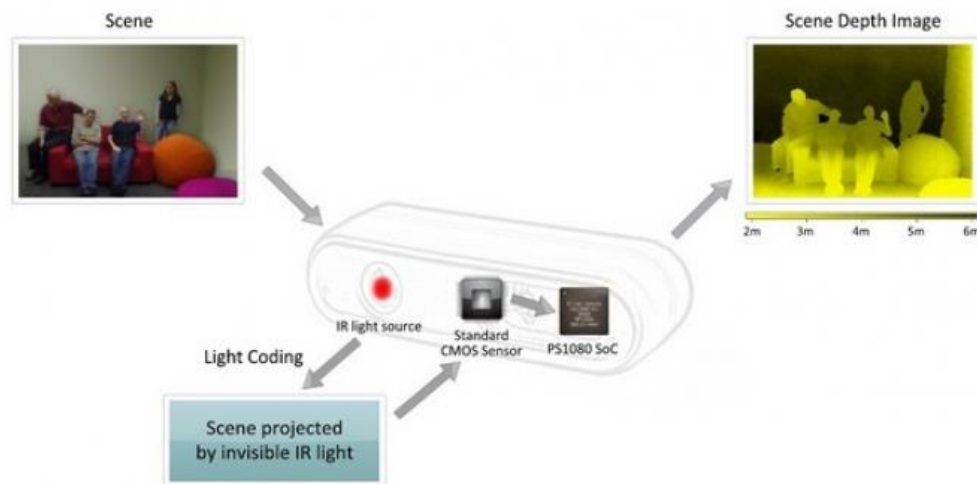 Scene
Scene Depth Image
2m 3m 4m 5m 6m
IR light source
Standard
CMOS Sensor
PS1080 SoC
Light Coding
Scene projected
by invisible IR light